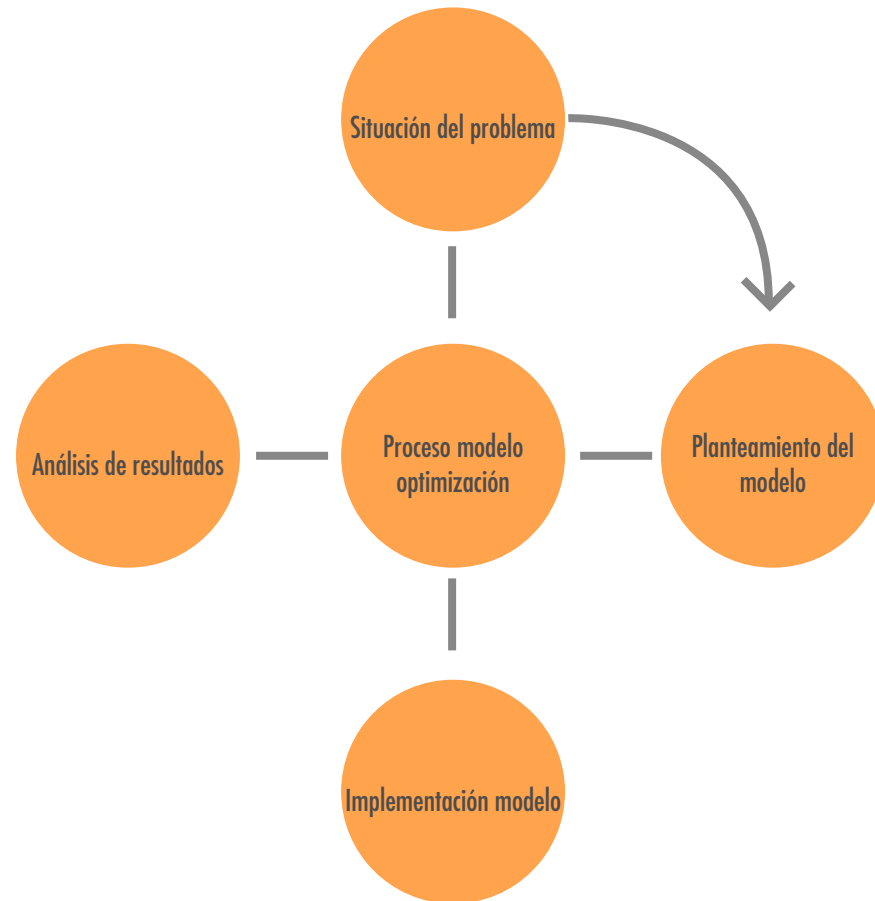 Situación del problema
Análisis de resultados
Proceso modelo
optimización
Planteamiento del
modelo
Implementación modelo